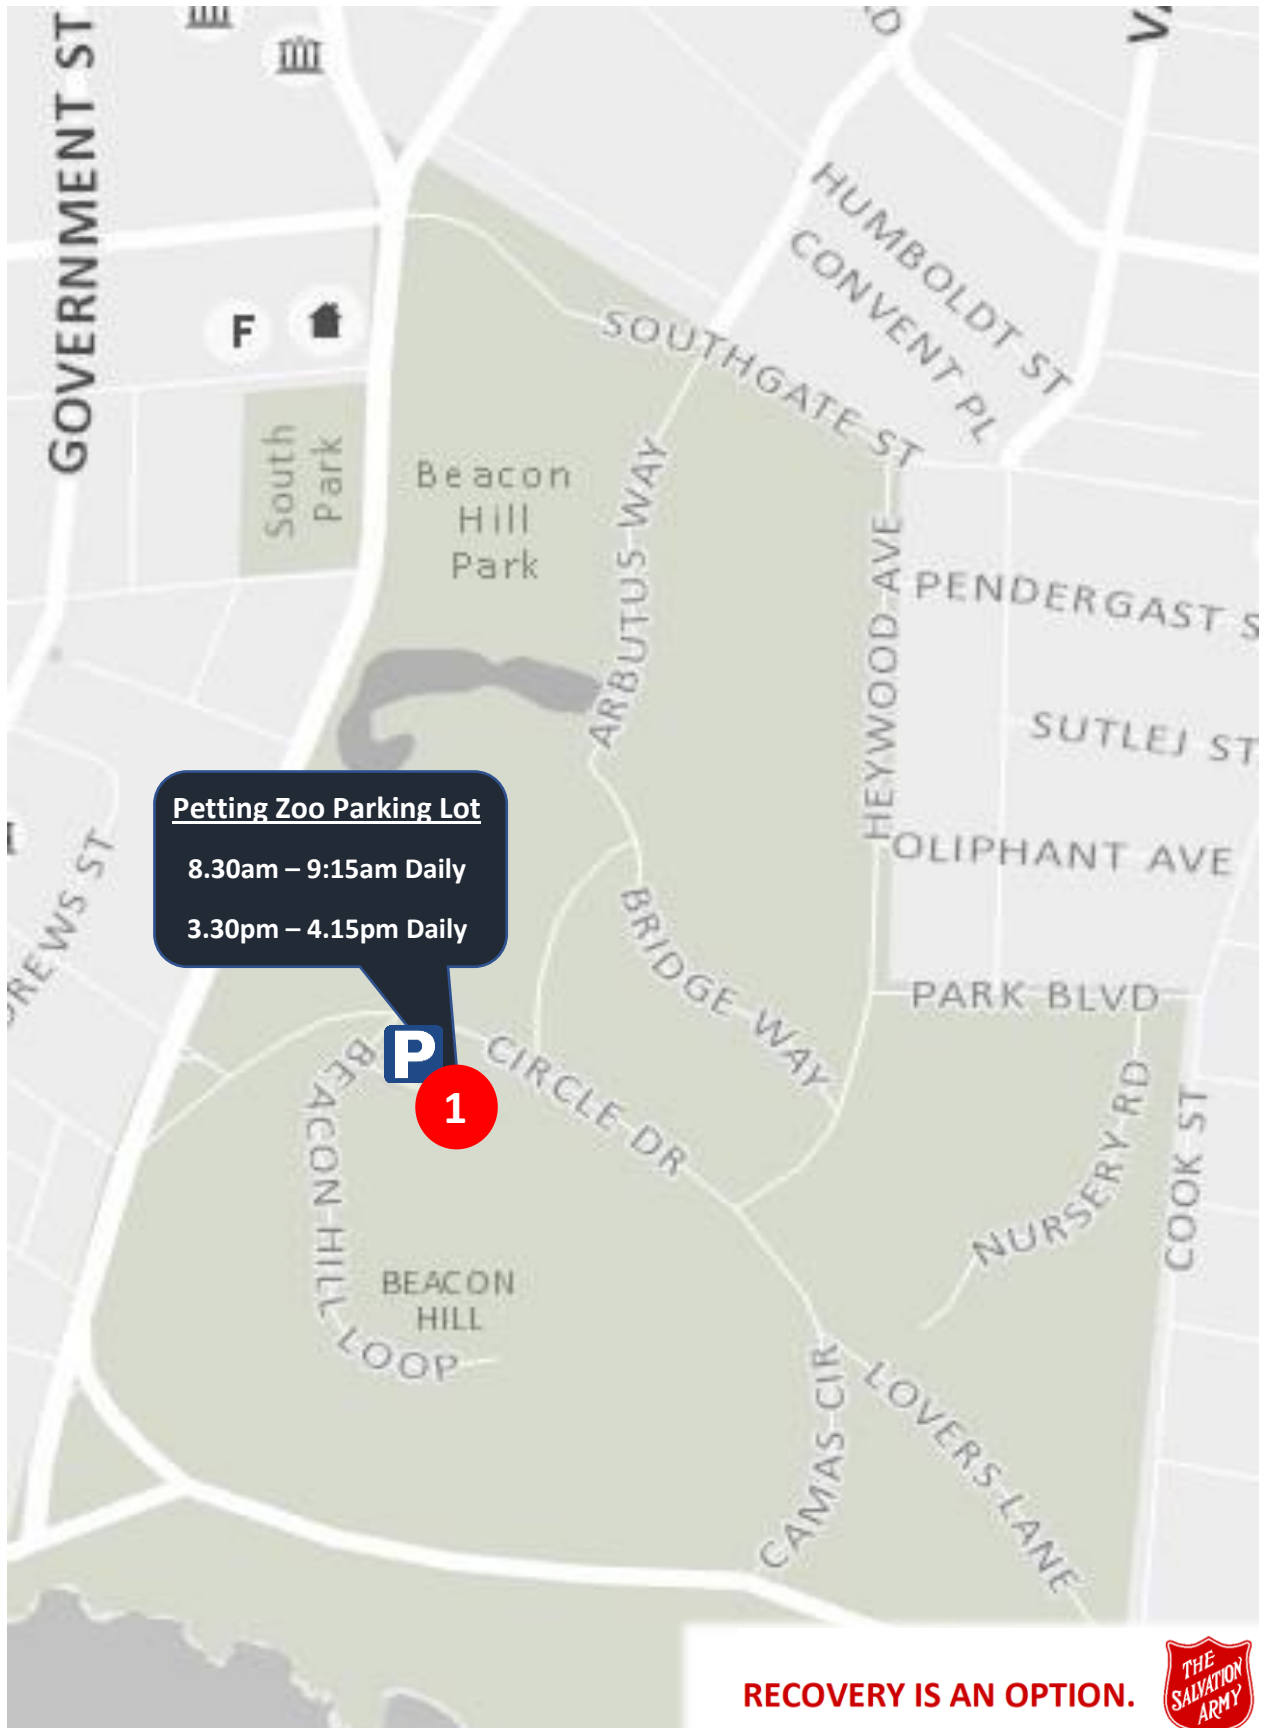 GOVERNMENT ST
HUMBOLDT ST
CONVENT PL
SOUTHGATE ST
F
South
Park
Beacon
Hill
Park
ARBUTUS WAY
HEYWOOD AVE
PENDERGAST S
SUTLEJ ST
OLIPHANT AVE
Petting Zoo Parking Lot
8.30am – 9:15am Daily
3.30pm – 4.15pm Daily
BRIDGE WAY
PARK BLVD
P
1
CIRCLE DR
BEACON HILL LOOP
NURSERY RD
COOK ST
BEACON
HILL
CAMAS CIR
LOVERS LANE
RECOVERY IS AN OPTION.
THE
SALVATION
ARMY